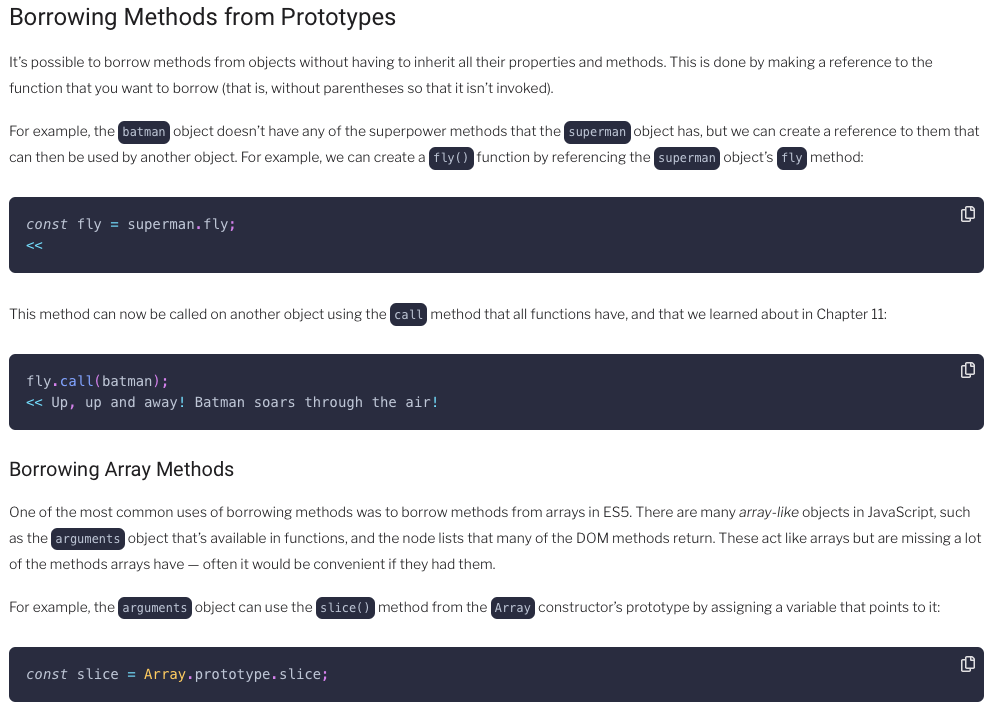 Borrowing Methods from Prototypes
It's possible to borrow methods from objects without having to inherit all their properties and methods. This is done by making a reference to the
function that you want to borrow (that is, without parentheses so that it isn't invoked).
For example, the batman object doesn't have any of the superpower methods that the superman object has, but we can create a reference to them that
can then be used by another object. For example, we can create a fly() function by referencing the superman object's fly method:
const fly = superman.fly;
<<
This method can now be called on another object using the call method that all functions have, and that we learned about in Chapter 11:
fly.call(batman);
<< Up, up and away! Batman soars through the air!
Borrowing Array Methods
One of the most common uses of borrowing methods was to borrow methods from arrays in ES5. There are many array-like objects in JavaScript, such
as the arguments object that's available in functions, and the node lists that many of the DOM methods return. These act like arrays but are missing a lot
of the methods arrays have — often it would be convenient if they had them.
For example, the arguments object can use the slice() method from the Array constructor's prototype by assigning a variable that points to it:
const slice = Array.prototype.slice;